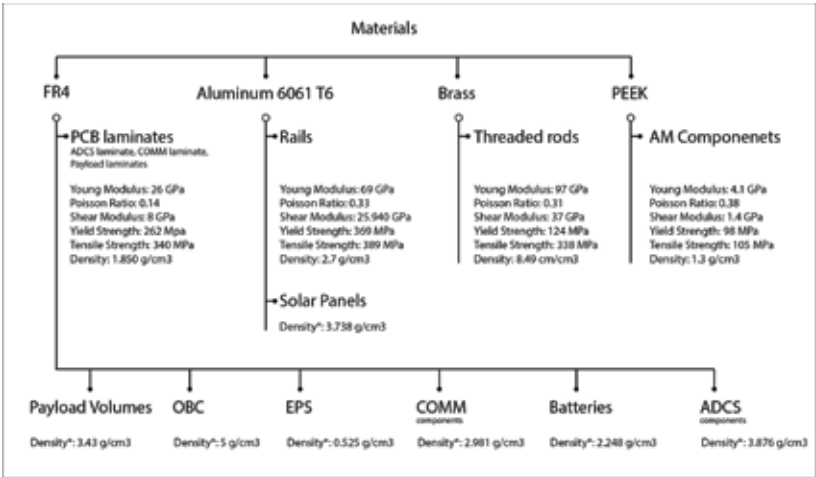 Materials
FR4
Aluminum 6061 T6
Brass
PEEK
PCB laminates
ADCS laminate, COMM laminate,
Payload laminates
Young Modulus: 26 GPa
Poisson Ratio: 0.14
Shear Modulus: 8 GPa
Yield Strength: 262 Mpa
Tensile Strength: 340 MPa
Density: 1.850 g/cm3
Rails
Young Modulus: 69 GPa
Poisson Ratio: 0.33
Shear Modulus: 25.940 GPa
Yield Strength: 369 MPa
Tensile Strength: 389 MPa
Density: 2.7 g/cm3
Solar Panels
Density*: 3.738 g/cm3
Threaded rods
Young Modulus: 97 GPa
Poisson Ratio: 0.31
Shear Modulus: 37 GPa
Yield Strength: 124 MPa
Tensile Strength: 338 MPa
Density: 8.49 cm/cm3
AM Componenets
Young Modulus: 4.1 GPa
Poisson Ratio: 0.38
Shear Modulus: 1.4 GPa
Yield Strength: 98 MPa
Tensile Strength: 105 MPa
Density: 1.3 g/cm3
Payload Volumes
Density*: 3.43 g/cm3
OBC
Density*: 5 g/cm3
EPS
Density*: 0.525 g/cm3
COMM
components
Density*: 2.981 g/cm3
Batteries
Density*: 2.248 g/cm3
ADCS
components
Density*: 3.876 g/cm3